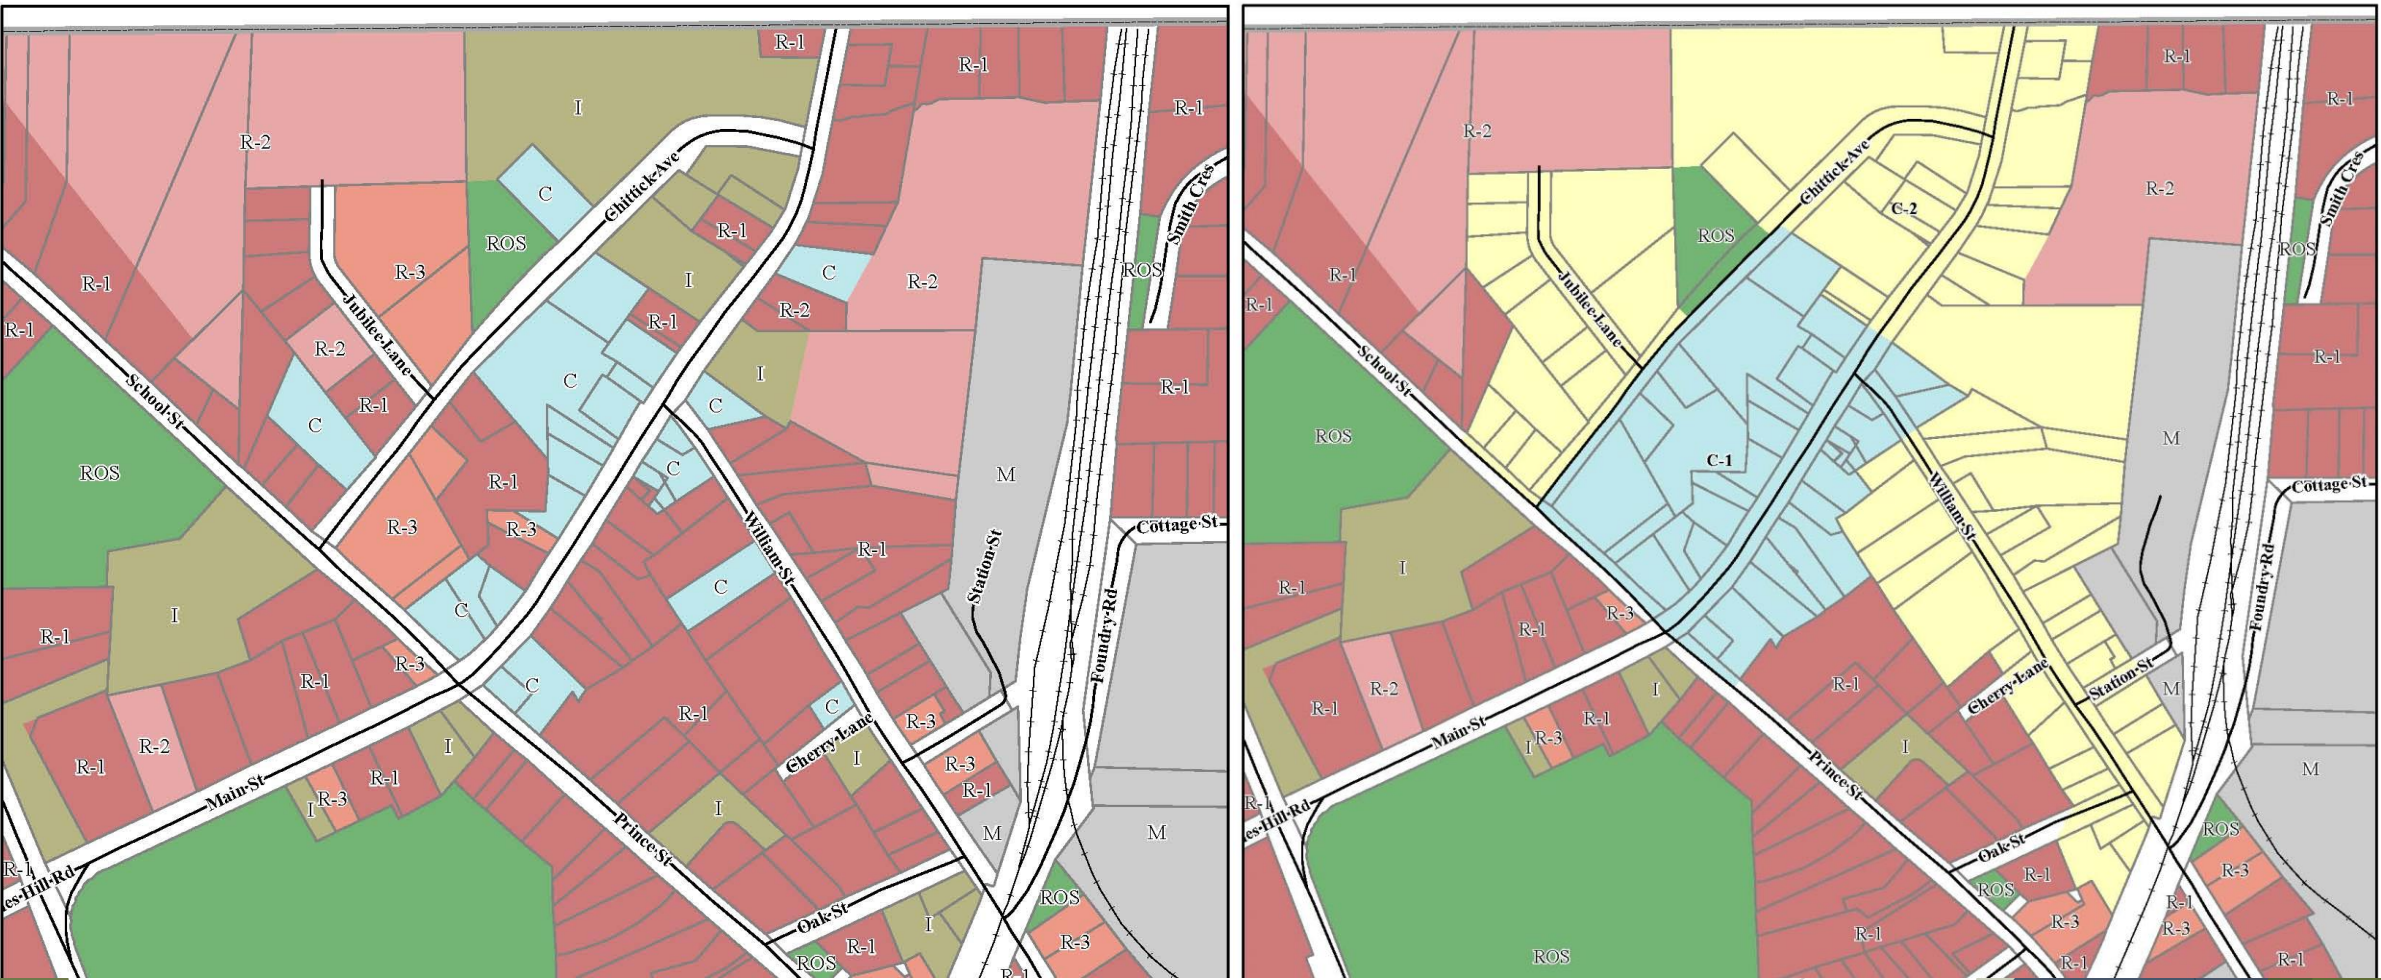 R-1
R-1
I
R-1
R-2
Chittick Ave
C
Smith Cres
R-1
ROS
R-3
C
ROS
I
R-2
R-1
Jubilee Lane
R-2
R-1
R-1
R-2
I
C
R-1
School St
R-1
C
C
C
ROS
C
M
R-1
R-3
R-3
William St
Cottage St
R-1
Station St
C
I
C
Foundry Rd
R-1
R-3
R-1
C
R-1
C
R-3
R-2
I
Cherry Lane
I
R-1
R-3
Main St
R-1
R-1
R-3
I
I
Prince St
M
M
R-1
es Hill Rd
ROS
Oak St
I
R-1
R-3
ROS
R-1
R-1
R-1
R-2
Chittick Ave
R-2
Smith Cres
C-2
ROS
ROS
R-1
Jubilee Lane
R-1
School St
R-1
ROS
M
C-1
Cottage St
William St
I
Foundry Rd
R-1
R-3
R-1
Station St
Cherry Lane
R-1
R-2
I
M
R-1
R-1
Main St
R-3
I
I
Prince St
M
R-1
es Hill Rd
ROS
Oak St
R-1
R-3
ROS
R-1
R-3
R-3
R-1
ROS
R-1
R-1